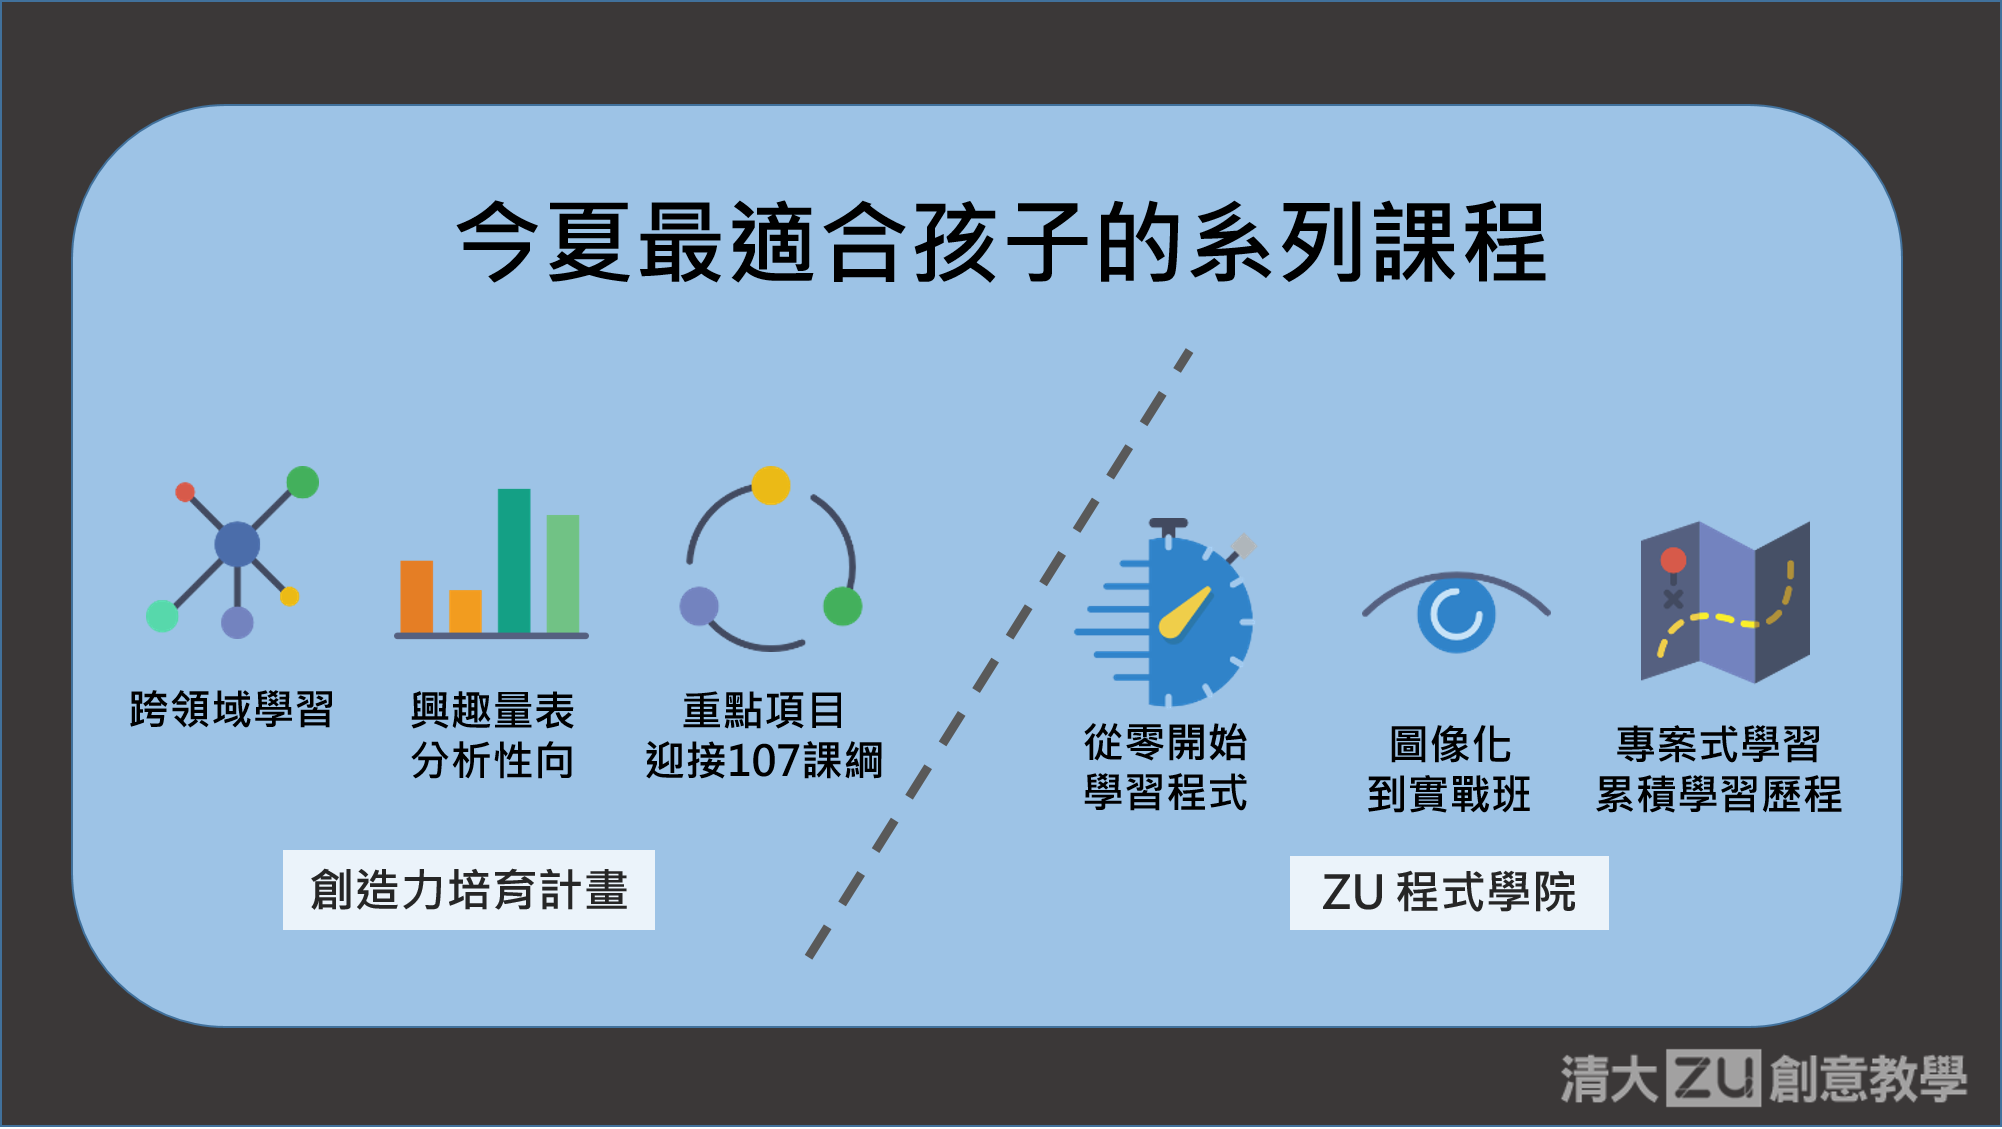 今夏最適合孩子的系列課程
跨領域學習
興趣量表
分析性向
重點項目
迎接107課綱
創造力培育計畫
從零開始
學習程式
圖像化
到實戰班
專案式學習
累積學習歷程
ZU 程式學院
清大ZU創意教學